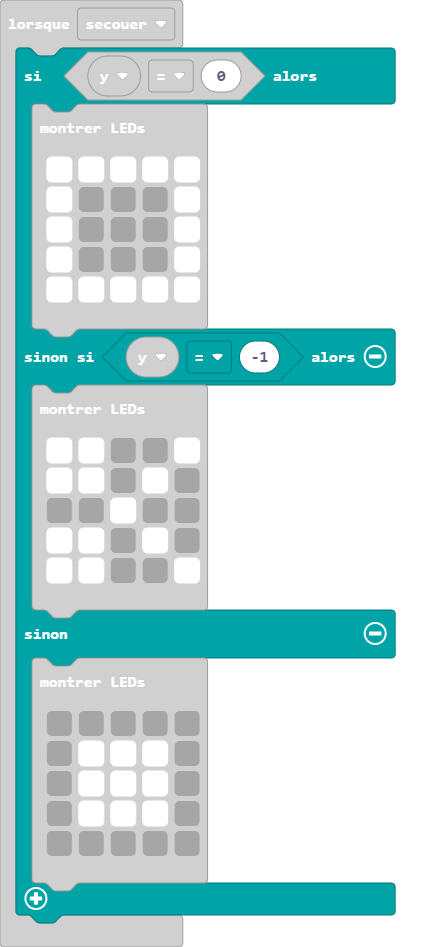 lorsque secouer
si y = 0 alors
montrer LEDs
sinon si y = -1 alors
montrer LEDs
sinon
montrer LEDs